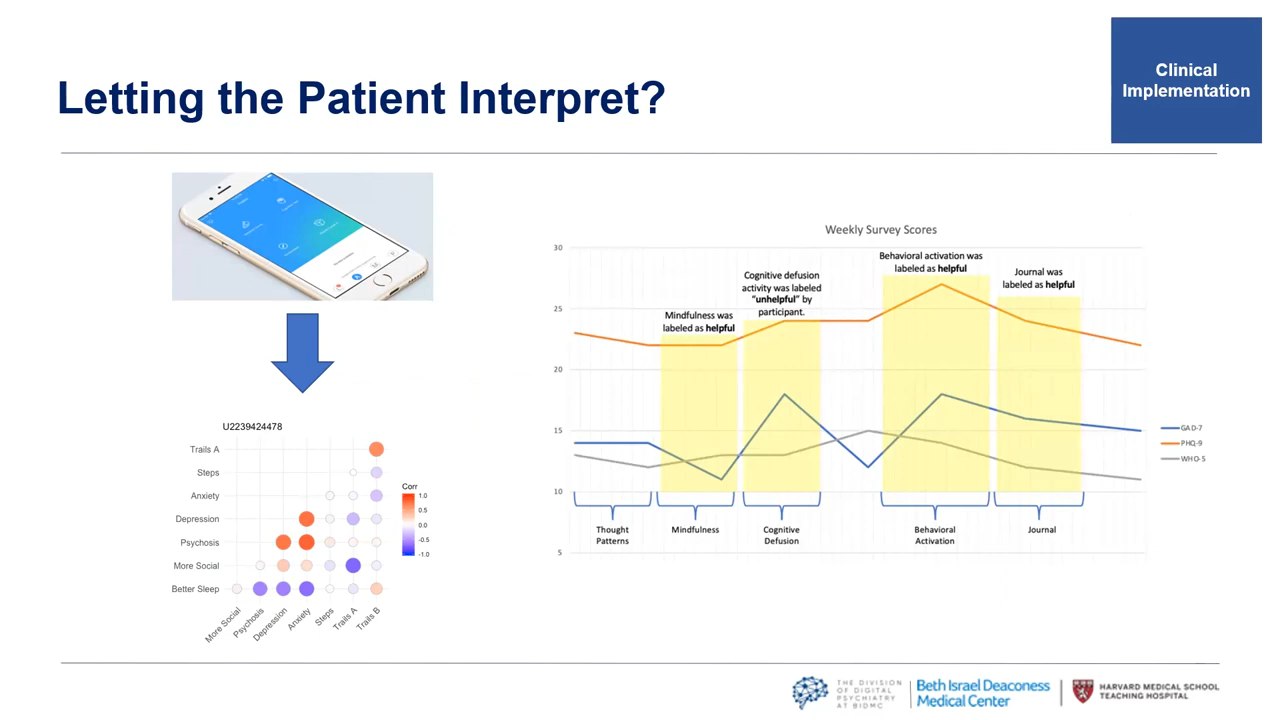 Clinical
Implementation
Letting the Patient Interpret?
Weekly Survey Scores
30
25
20
15
10
5
Mindfulness was
labeled as helpful
Cognitive defusion
activity was labeled
"unhelpful" by
participant.
Behavioral activation was
labeled as helpful
Journal was
labeled as helpful
GAD-7
PHQ-9
WHO-5
Thought
Patterns
Mindfulness
Cognitive
Defusion
Behavioral
Activation
Journal
U2239424478
Trails A
Steps
Anxiety
Depression
Psychosis
More Social
Better Sleep
More Social
Psychosis
Depression
Anxiety
Steps
Trails A
Trails B
Corr
1.0
0.5
0.0
-0.5
-1.0
THE DIVISION
OF DIGITAL
PSYCHIATRY
AT BIDMC
Beth Israel Deaconess
Medical Center
HARVARD MEDICAL SCHOOL
TEACHING HOSPITAL